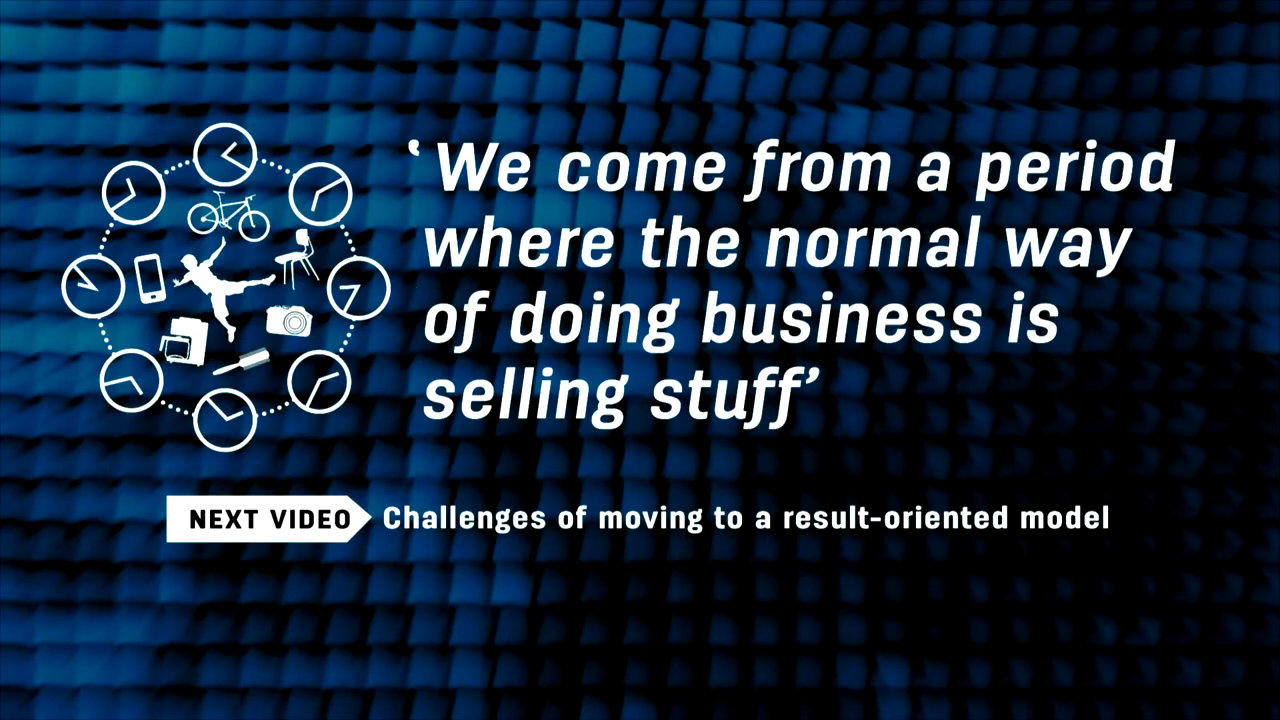 ‘We come from a period
where the normal way
of doing business is
selling stuff’
NEXT VIDEO Challenges of moving to a result-oriented model